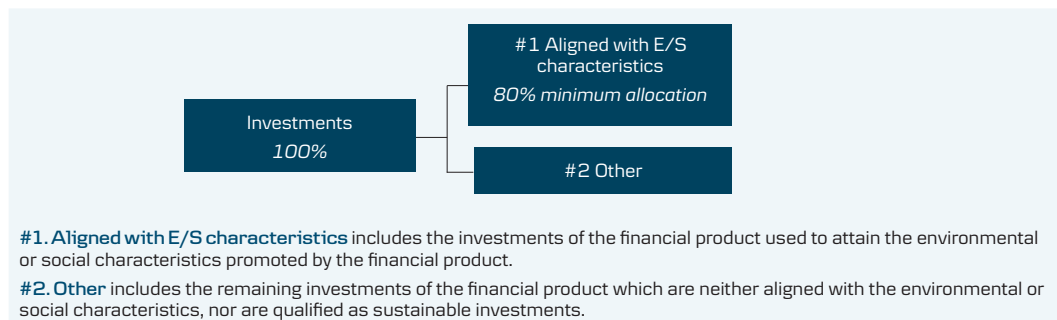 #1 Aligned with E/S
characteristics
80% minimum allocation
Investments
100%
#2 Other
#1. Aligned with E/S characteristics includes the investments of the financial product used to attain the environmental
or social characteristics promoted by the financial product.
#2. Other includes the remaining investments of the financial product which are neither aligned with the environmental or
social characteristics, nor are qualified as sustainable investments.